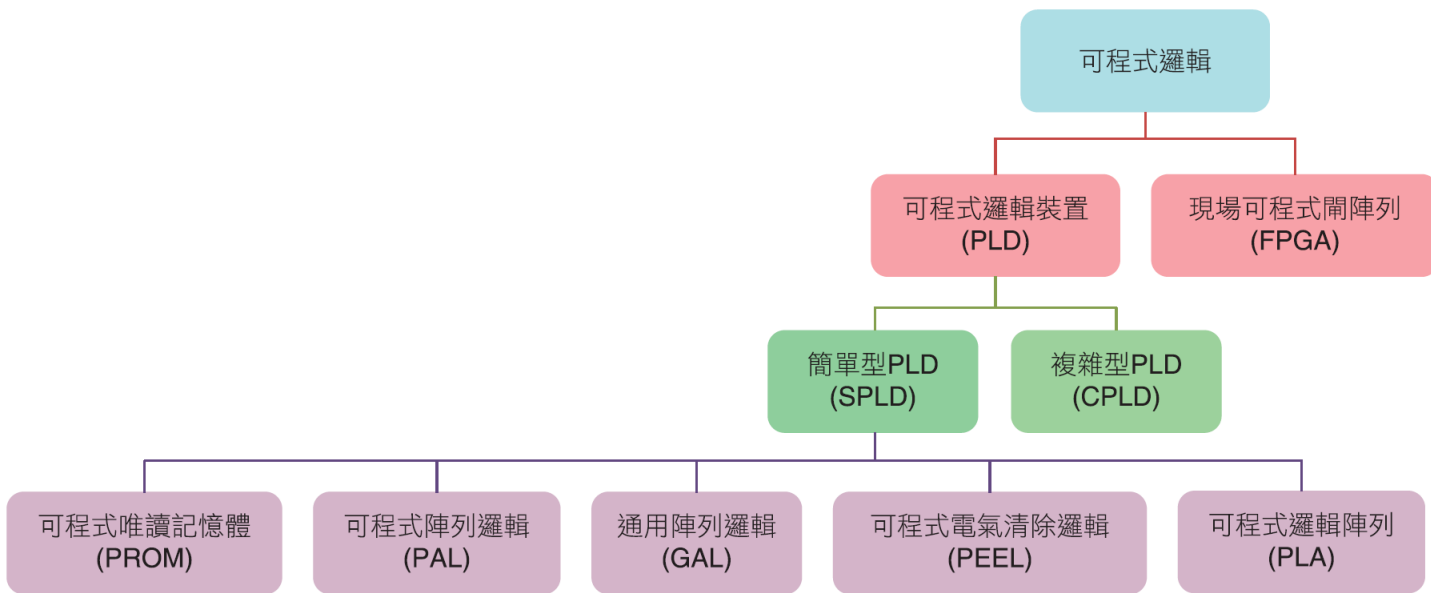 可程式邏輯
可程式邏輯裝置
(PLD)
現場可程式閘陣列
(FPGA)
簡單型PLD
(SPLD)
複雜型PLD
(CPLD)
可程式唯讀記憶體
(PROM)
可程式陣列邏輯
(PAL)
通用陣列邏輯
(GAL)
可程式電氣清除邏輯
(PEEL)
可程式邏輯陣列
(PLA)